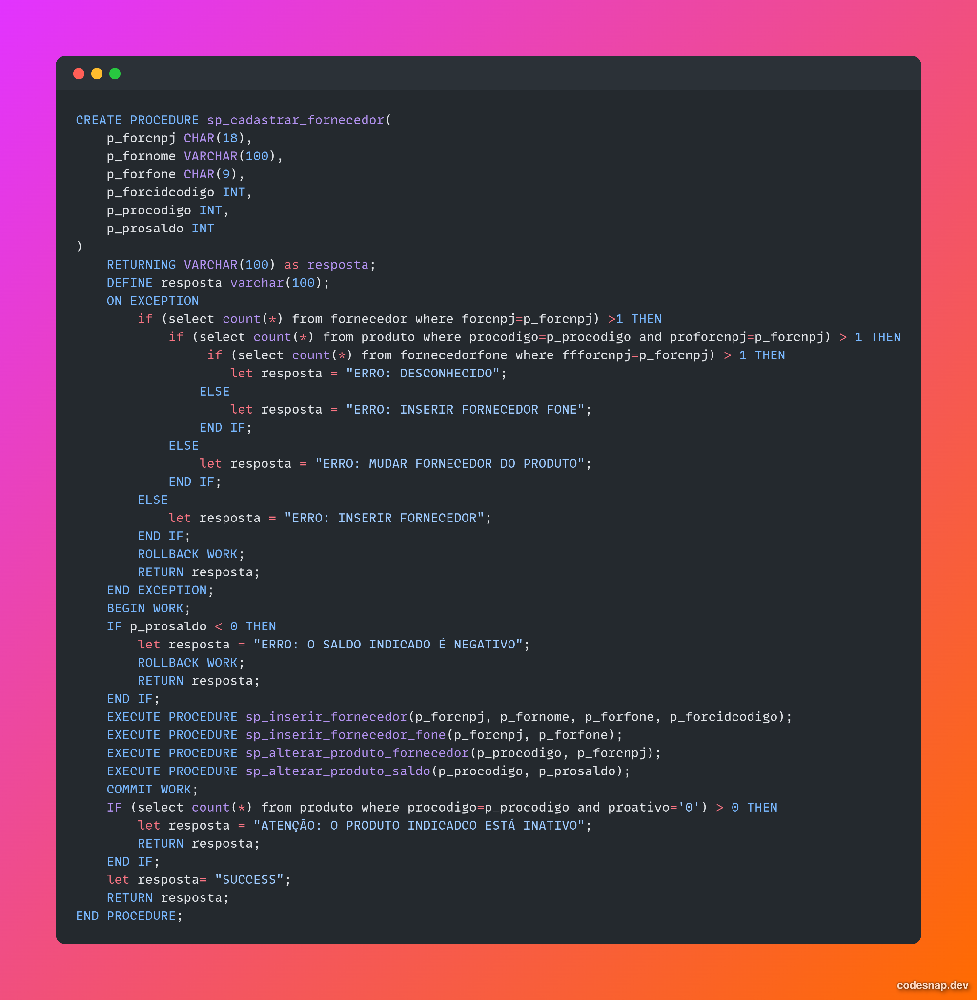 CREATE PROCEDURE sp_cadastrar_fornecedor(
    p_forcnpj CHAR(18),
    p_fornome VARCHAR(100),
    p_forfone CHAR(9),
    p_forcidcodigo INT,
    p_procodigo INT,
    p_prosaldo INT
)
    RETURNING VARCHAR(100) as resposta;
    DEFINE resposta varchar(100);
    ON EXCEPTION
        if (select count(*) from fornecedor where forcnpj=p_forcnpj) >1 THEN
            if (select count(*) from produto where procodigo=p_procodigo and proforcnpj=p_forcnpj) > 1 THEN
                 if (select count(*) from fornecedorfone where ffforcnpj=p_forcnpj) > 1 THEN
                    let resposta = "ERRO: DESCONHECIDO";
                ELSE
                    let resposta = "ERRO: INSERIR FORNECEDOR FONE";
                END IF;
            ELSE
                let resposta = "ERRO: MUDAR FORNECEDOR DO PRODUTO";
            END IF;
        ELSE
            let resposta = "ERRO: INSERIR FORNECEDOR";
        END IF;
        ROLLBACK WORK;
        RETURN resposta;
    END EXCEPTION;
    BEGIN WORK;
    IF p_prosaldo < 0 THEN
        let resposta = "ERRO: O SALDO INDICADO É NEGATIVO";
        ROLLBACK WORK;
        RETURN resposta;
    END IF;
    EXECUTE PROCEDURE sp_inserir_fornecedor(p_forcnpj, p_fornome, p_forfone, p_forcidcodigo);
    EXECUTE PROCEDURE sp_inserir_fornecedor_fone(p_forcnpj, p_forfone);
    EXECUTE PROCEDURE sp_alterar_produto_fornecedor(p_procodigo, p_forcnpj);
    EXECUTE PROCEDURE sp_alterar_produto_saldo(p_procodigo, p_prosaldo);
    COMMIT WORK;
    IF (select count(*) from produto where procodigo=p_procodigo and proativo='0') > 0 THEN
        let resposta = "ATENÇÃO: O PRODUTO INDICADCO ESTÁ INATIVO";
        RETURN resposta;
    END IF;
    let resposta= "SUCCESS";
    RETURN resposta;
END PROCEDURE;
codesnap.dev